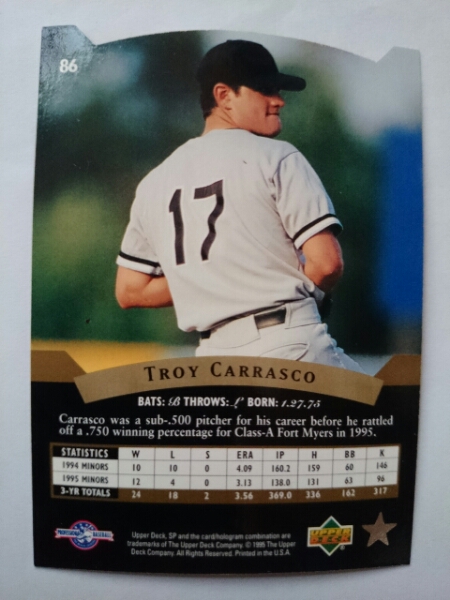 86
17
TROY CARRASCO
BATS: B THROWS: L BORN: 1.27.75
Carrasco was a sub-.500 pitcher for his career before he rattled
off a .750 winning percentage for Class-A Fort Myers in 1995.
STATISTICS W L S ERA IP H BB K
1994 MINORS 10 10 0 4.09 160.2 159 60 146
1995 MINORS 12 4 0 3.13 138.0 131 63 96
3-YR TOTALS 24 18 2 3.56 369.0 336 162 317
Upper Deck, SP and the card/hologram combination are
trademarks of The Upper Deck Company. © 1995 The Upper
Deck Company. All Rights Reserved. Printed in the U.S.A.
UPPER
DECK